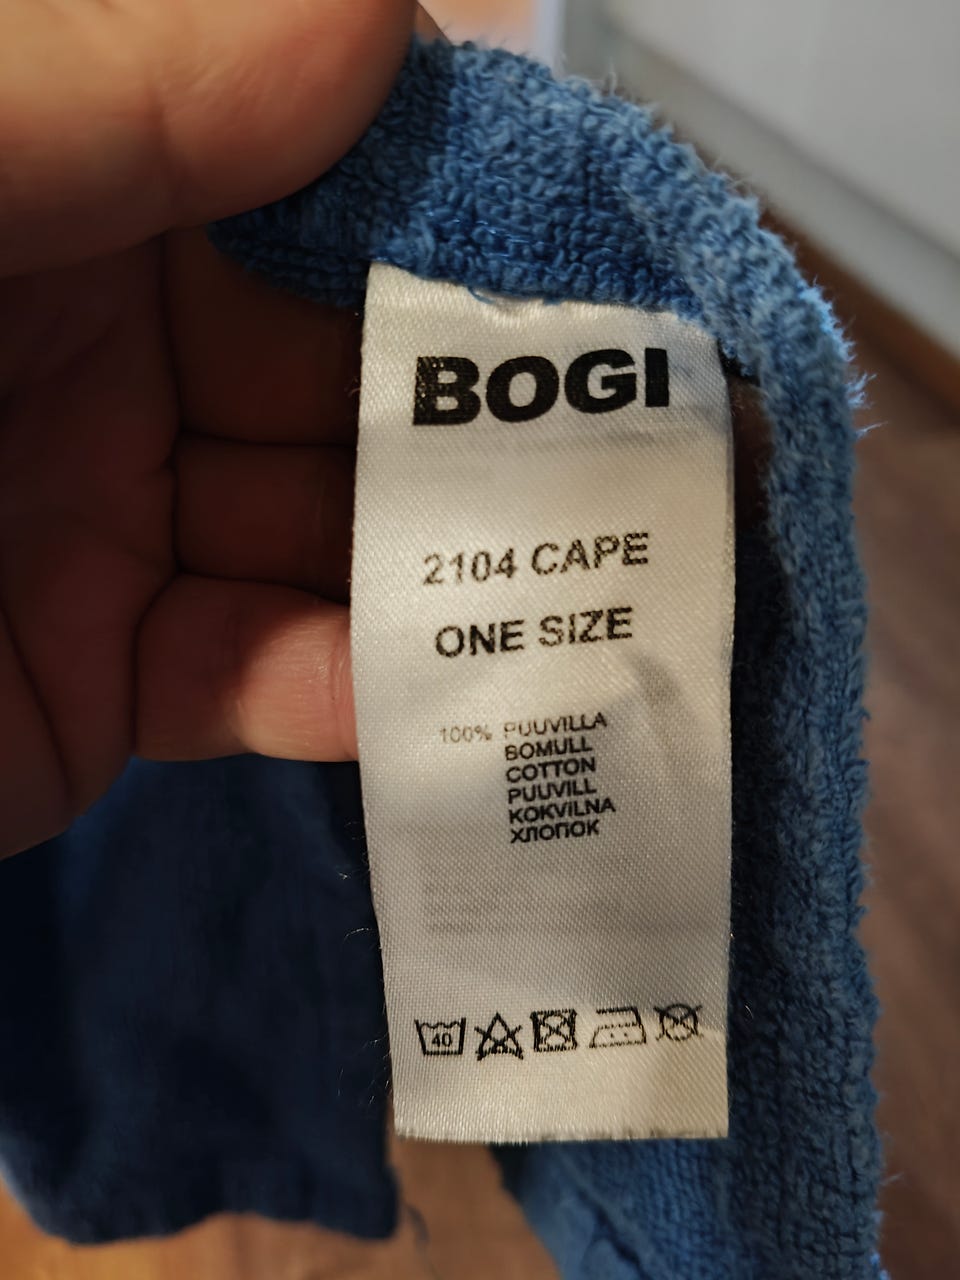 BOGI
2104 CAPE
ONE SIZE
100% PUUVILLA
BOMULL
COTTON
PUUVILL
KOKVILNA
ХЛОПОК
40